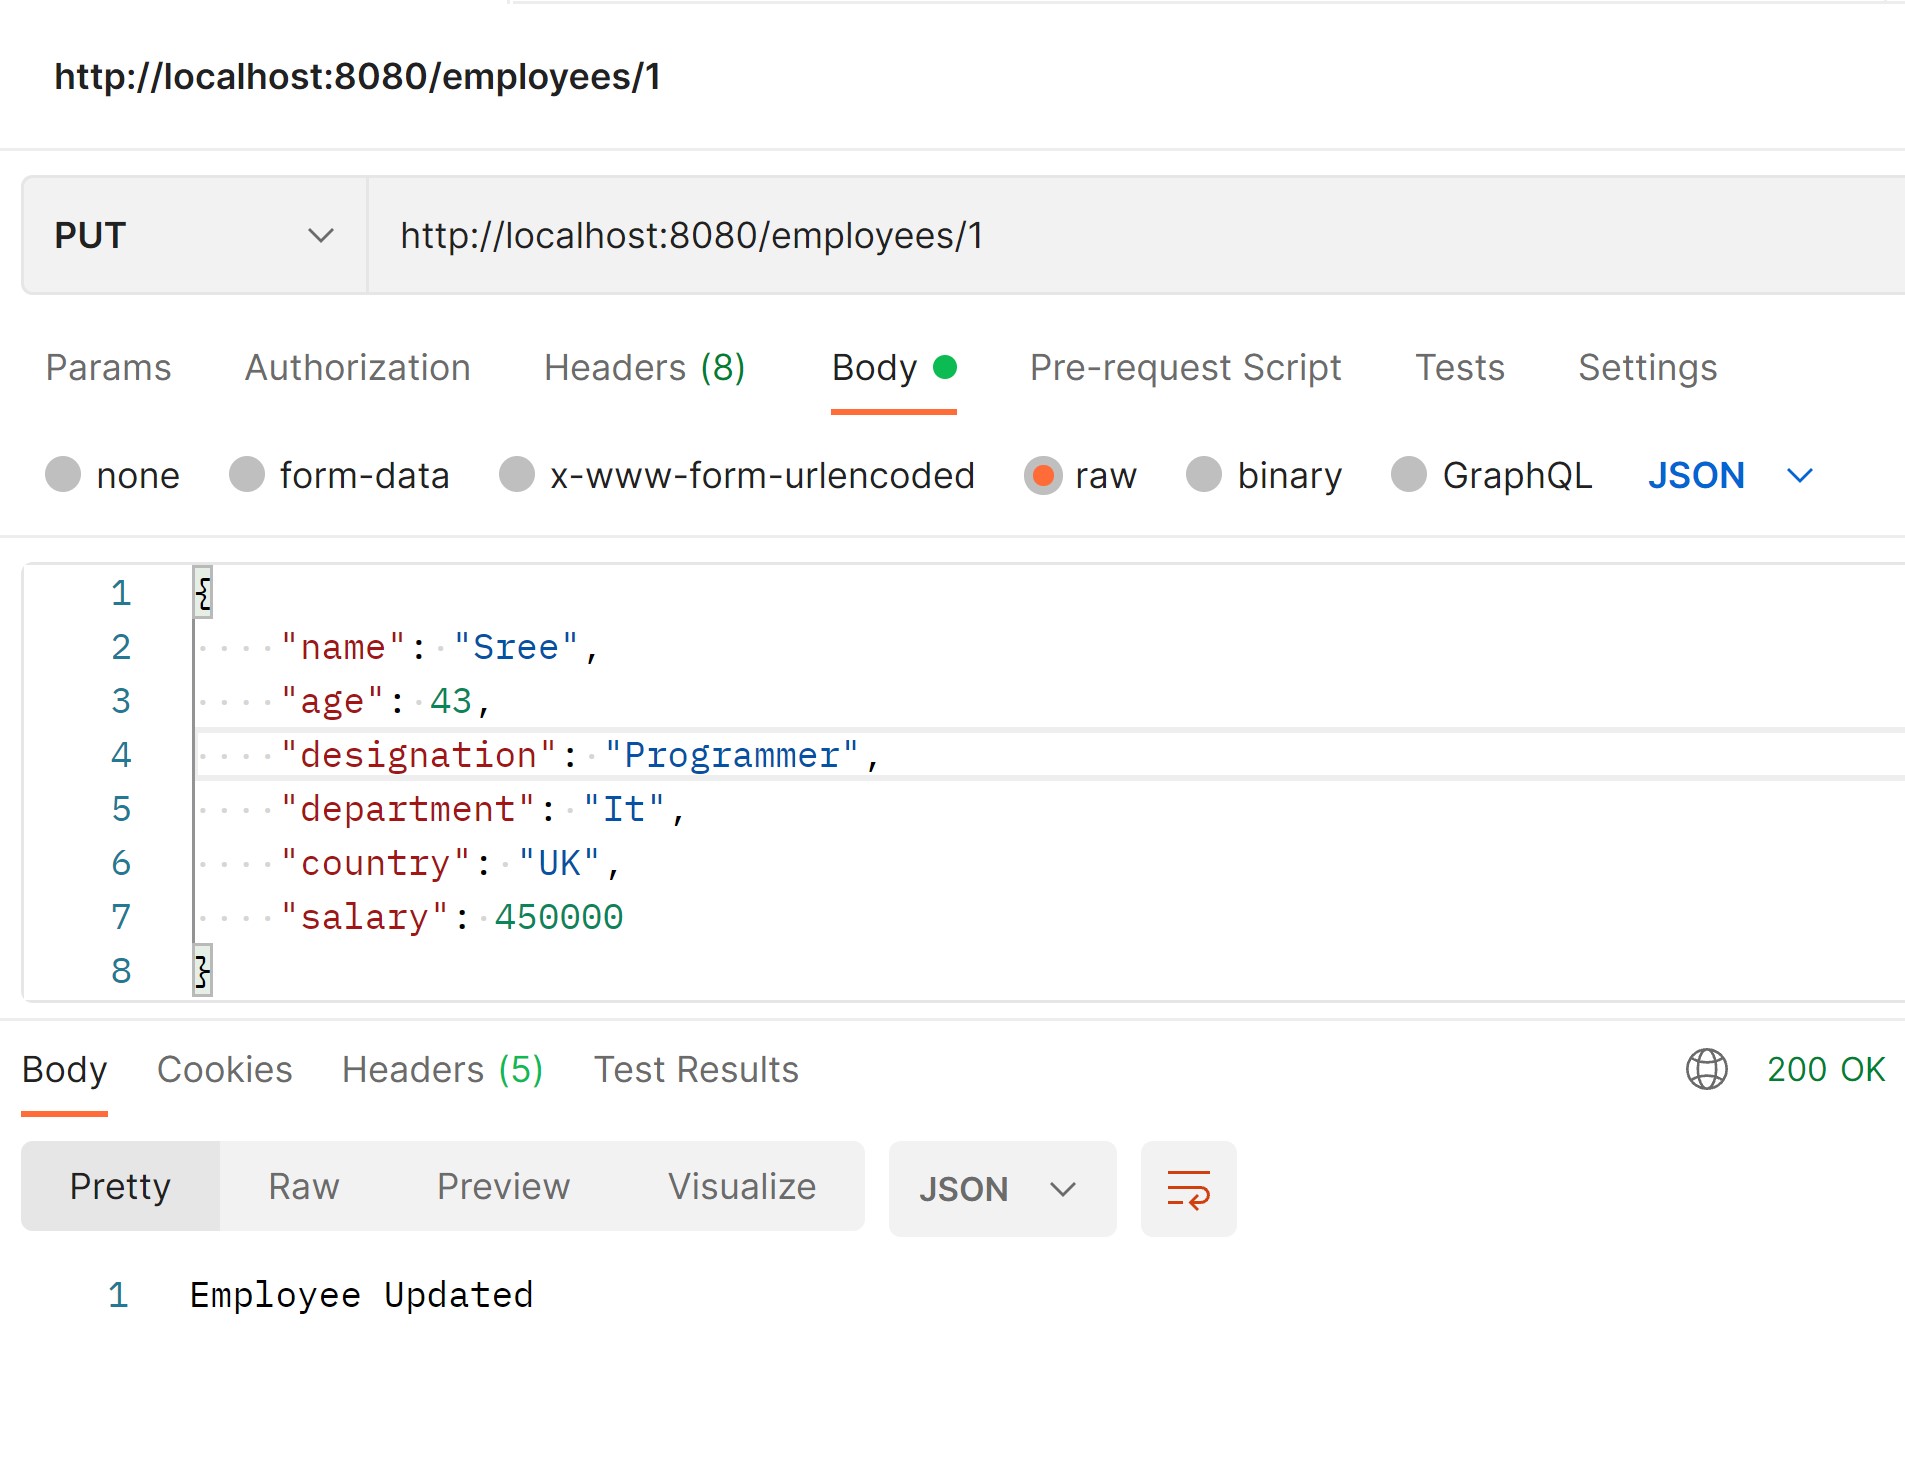 http://localhost:8080/employees/1
PUT http://localhost:8080/employees/1
Params Authorization Headers (8) Body Pre-request Script Tests Settings
none form-data x-www-form-urlencoded raw binary GraphQL JSON
1 {
2 "name": "Sree",
3 "age": 43,
4 "designation": "Programmer",
5 "department": "It",
6 "country": "UK",
7 "salary": 450000
8 }
Body Cookies Headers (5) Test Results 200 OK
Pretty Raw Preview Visualize JSON
1 Employee Updated